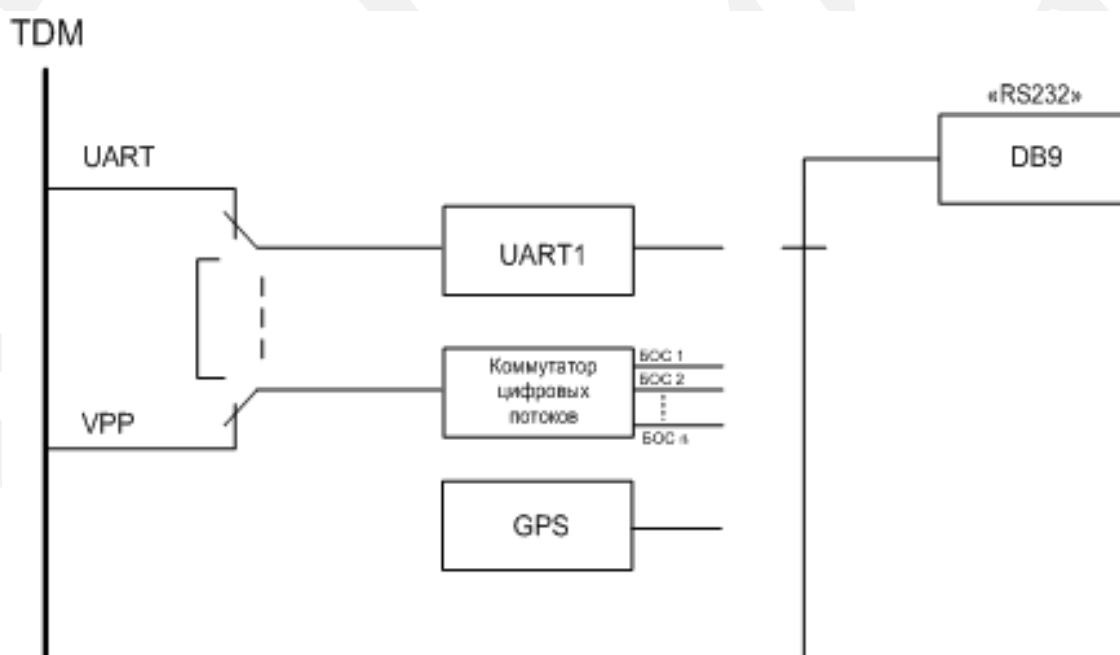 TDM
«RS232»
DB9
UART
UART1
БОС 1
Коммутатор
цифровых
потоков
БОС 2
БОС n
VPP
GPS